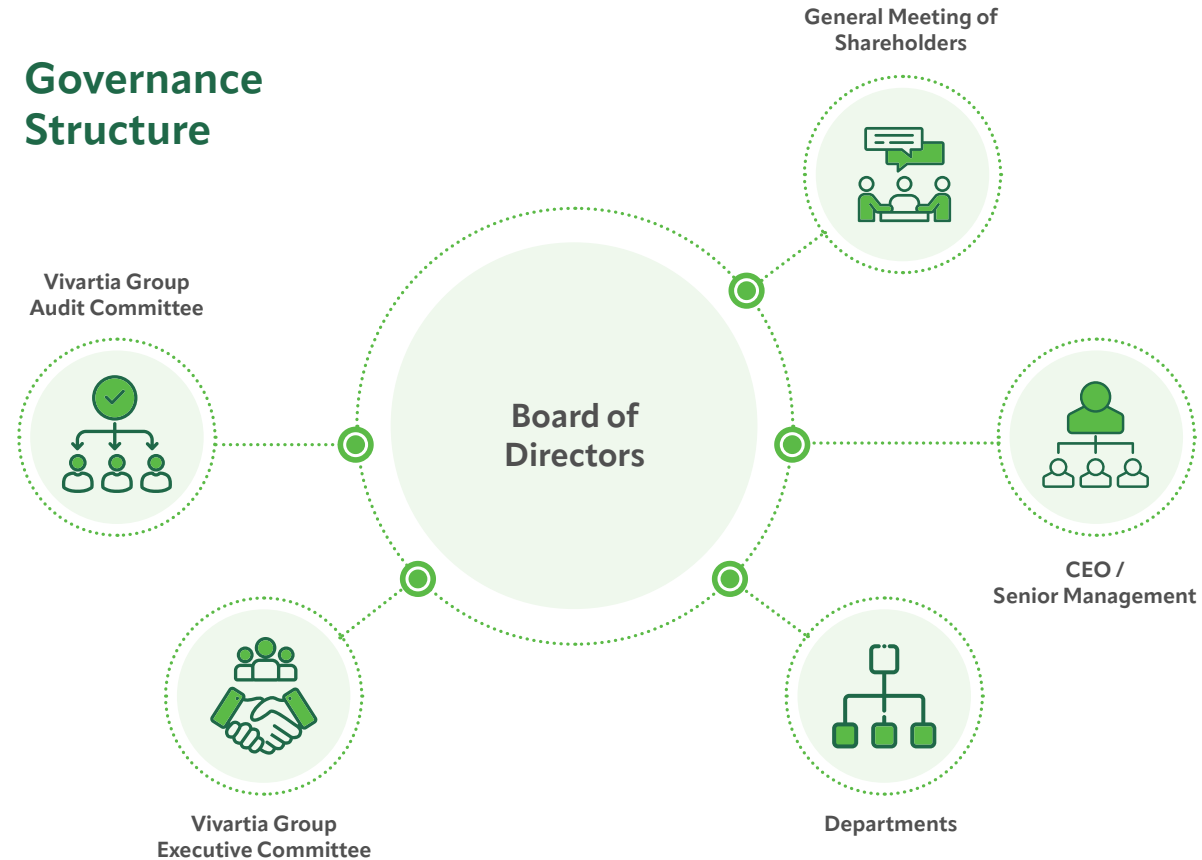 Governance
Structure
General Meeting of
Shareholders
Vivartia Group
Audit Committee
Board of
Directors
CEO /
Senior Management
Vivartia Group
Executive Committee
Departments